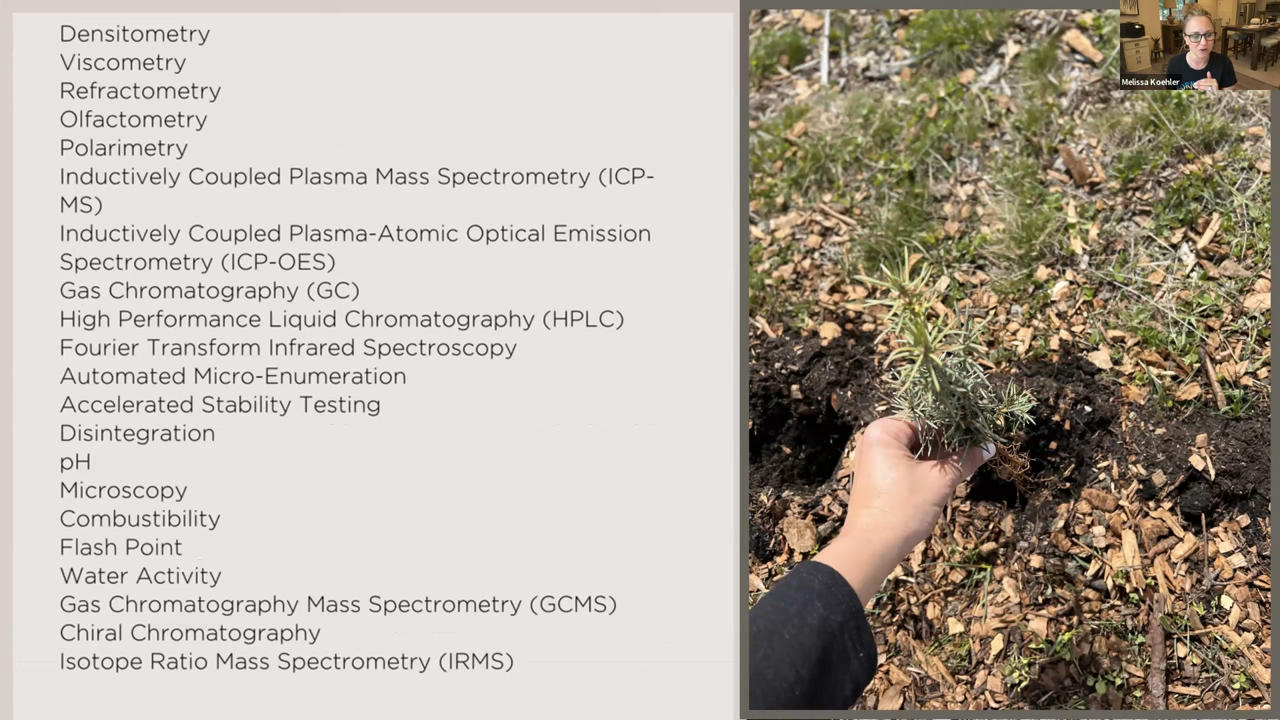 Densitometry
Viscometry
Refractometry
Olfactometry
Polarimetry
Inductively Coupled Plasma Mass Spectrometry (ICP-
MS)
Inductively Coupled Plasma-Atomic Optical Emission
Spectrometry (ICP-OES)
Gas Chromatography (GC)
High Performance Liquid Chromatography (HPLC)
Fourier Transform Infrared Spectroscopy
Automated Micro-Enumeration
Accelerated Stability Testing
Disintegration
pH
Microscopy
Combustibility
Flash Point
Water Activity
Gas Chromatography Mass Spectrometry (GCMS)
Chiral Chromatography
Isotope Ratio Mass Spectrometry (IRMS)
Melissa Koehler